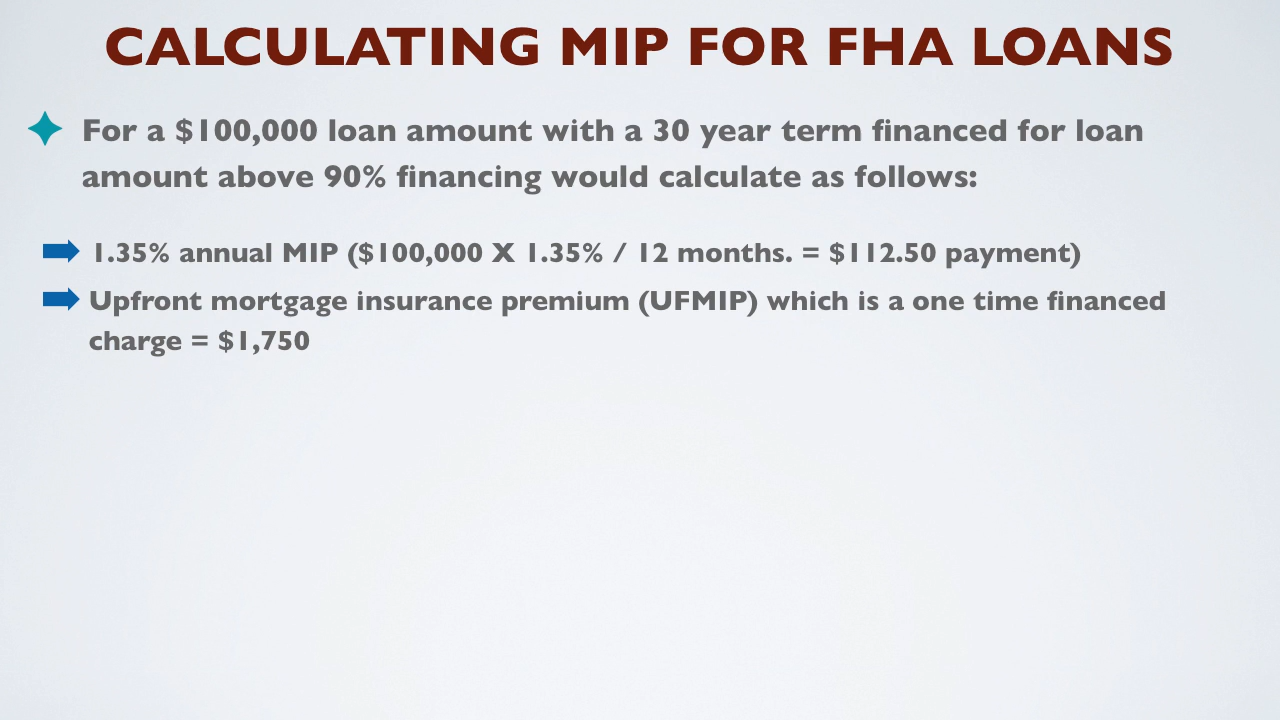 CALCULATING MIP FOR FHA LOANS
For a $100,000 loan amount with a 30 year term financed for loan
amount above 90% financing would calculate as follows:
1.35% annual MIP ($100,000 X 1.35% / 12 months. = $112.50 payment)
Upfront mortgage insurance premium (UFMIP) which is a one time financed
charge = $1,750